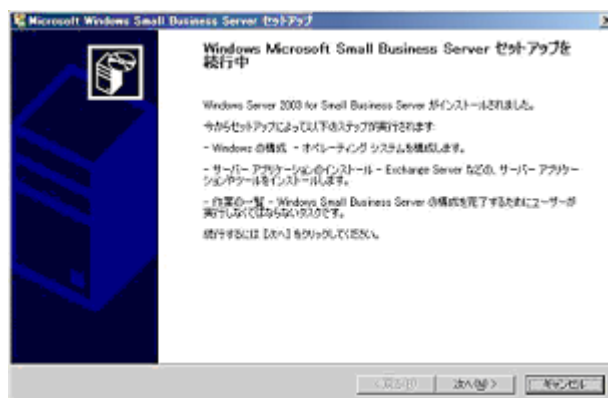 Microsoft Windows Small Business Server セットアップ
Windows Microsoft Small Business Server セットアップを
続行中
Windows Server 2003 for Small Business Server がインストールされました。
今からセットアップによって以下のステップが実行されます:
- Windows の構成 - オペレーティング システムを構成します。
- サーバー アプリケーションのインストール - Exchange Server などの、サーバー アプリケー
ションやツールをインストールします。
- 作業の一覧 - Windows Small Business Server の構成を完了するためにユーザーが
実行しなくてはならないタスクです。
続行するには [次へ] をクリックしてください。
< 戻る(B)
次へ(N) >
キャンセル